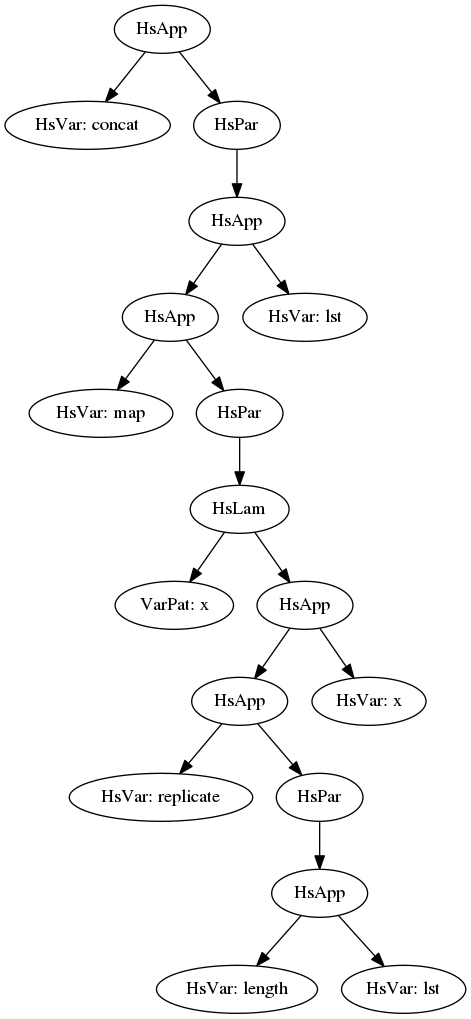 HsApp
HsVar: concat
HsPar
HsApp
HsApp
HsVar: lst
HsVar: map
HsPar
HsLam
VarPat: x
HsApp
HsApp
HsVar: x
HsVar: replicate
HsPar
HsApp
HsVar: length
HsVar: lst